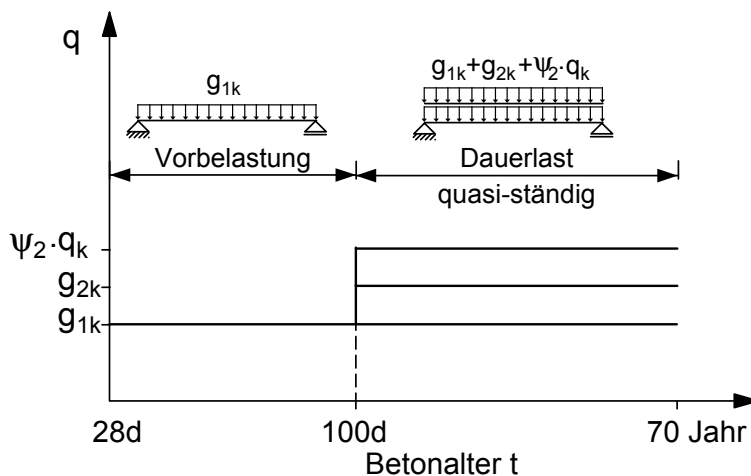 q
g1k
g1k+g2k+ψ2·qk
Vorbelastung
Dauerlast
quasi-ständig
ψ2·qk
g2k
g1k
28d
100d
70 Jahr
Betonalter t